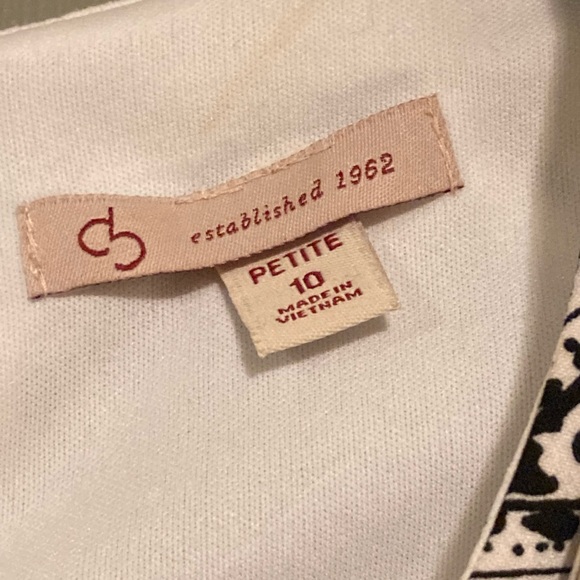 established 1962
PETITE
10
MADE IN
VIETNAM